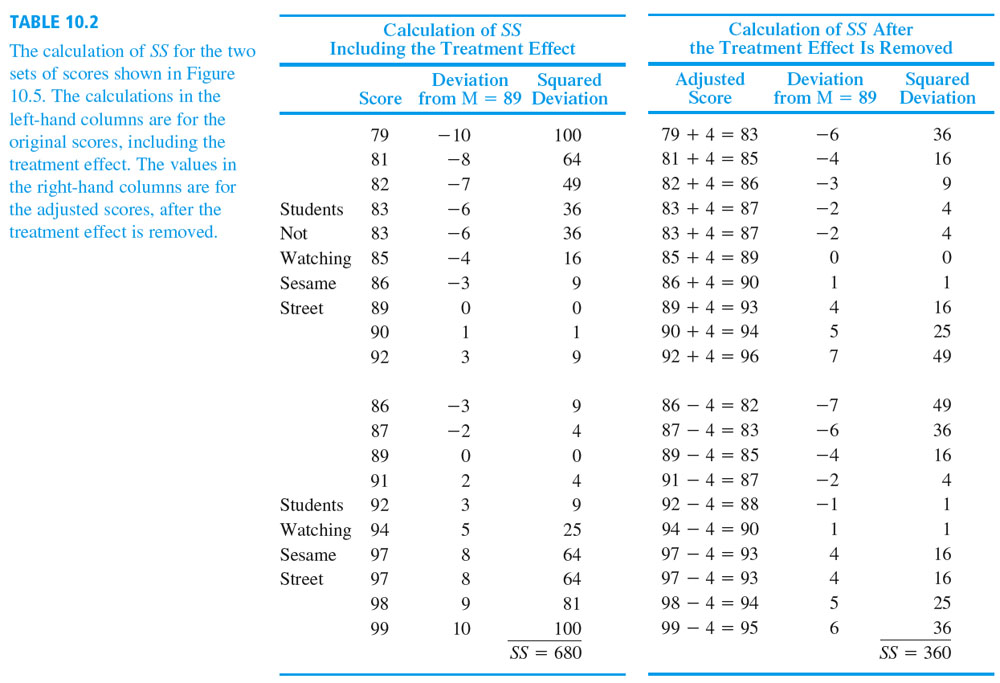 TABLE 10.2
The calculation of SS for the two
sets of scores shown in Figure
10.5. The calculations in the
left-hand columns are for the
original scores, including the
treatment effect. The values in
the right-hand columns are for
the adjusted scores, after the
treatment effect is removed.
Calculation of SS
Including the Treatment Effect
Calculation of SS After
the Treatment Effect Is Removed
Deviation Squared
Score from M = 89 Deviation
Adjusted Deviation Squared
Score from M = 89 Deviation
79 −10 100 79 + 4 = 83 −6 36
81 −8 64 81 + 4 = 85 −4 16
82 −7 49 82 + 4 = 86 −3 9
Students 83 −6 36 83 + 4 = 87 −2 4
Not 83 −6 36 83 + 4 = 87 −2 4
Watching 85 −4 16 85 + 4 = 89 0 0
Sesame 86 −3 9 86 + 4 = 90 1 1
Street 89 0 0 89 + 4 = 93 4 16
90 1 1 90 + 4 = 94 5 25
92 3 9 92 + 4 = 96 7 49
86 −3 9 86 − 4 = 82 −7 49
87 −2 4 87 − 4 = 83 −6 36
89 0 0 89 − 4 = 85 −4 16
91 2 4 91 − 4 = 87 −2 4
Students 92 3 9 92 − 4 = 88 −1 1
Watching 94 5 25 94 − 4 = 90 1 1
Sesame 97 8 64 97 − 4 = 93 4 16
Street 97 8 64 97 − 4 = 93 4 16
98 9 81 98 − 4 = 94 5 25
99 10 100 99 − 4 = 95 6 36
SS = 680 SS = 360